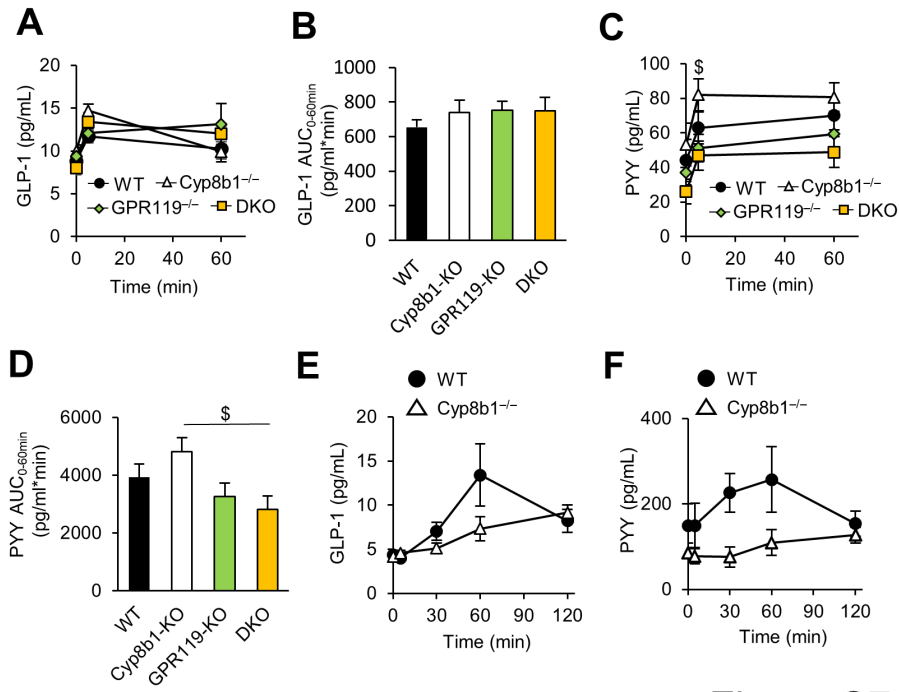 A
GLP-1 (pg/mL)
20
15
10
5
0
WT
Cyp8b1–/–
GPR119–/–
DKO
0 20 40 60
Time (min)
B
GLP-1 AUC0-60min
(pg/ml*min)
1000
800
600
400
200
0
WT
Cyp8b1-KO
GPR119-KO
DKO
C
PYY (pg/mL)
100
80
60
40
20
0
$
WT
Cyp8b1–/–
GPR119–/–
DKO
0 20 40 60
Time (min)
D
PYY AUC0-60min
(pg/ml*min)
6000
4000
2000
0
$
WT
Cyp8b1-KO
GPR119-KO
DKO
E
WT
Cyp8b1–/–
GLP-1 (pg/mL)
20
15
10
5
0
0 30 60 90 120
Time (min)
F
WT
Cyp8b1–/–
PYY (pg/mL)
400
200
0
0 30 60 90 120
Time (min)